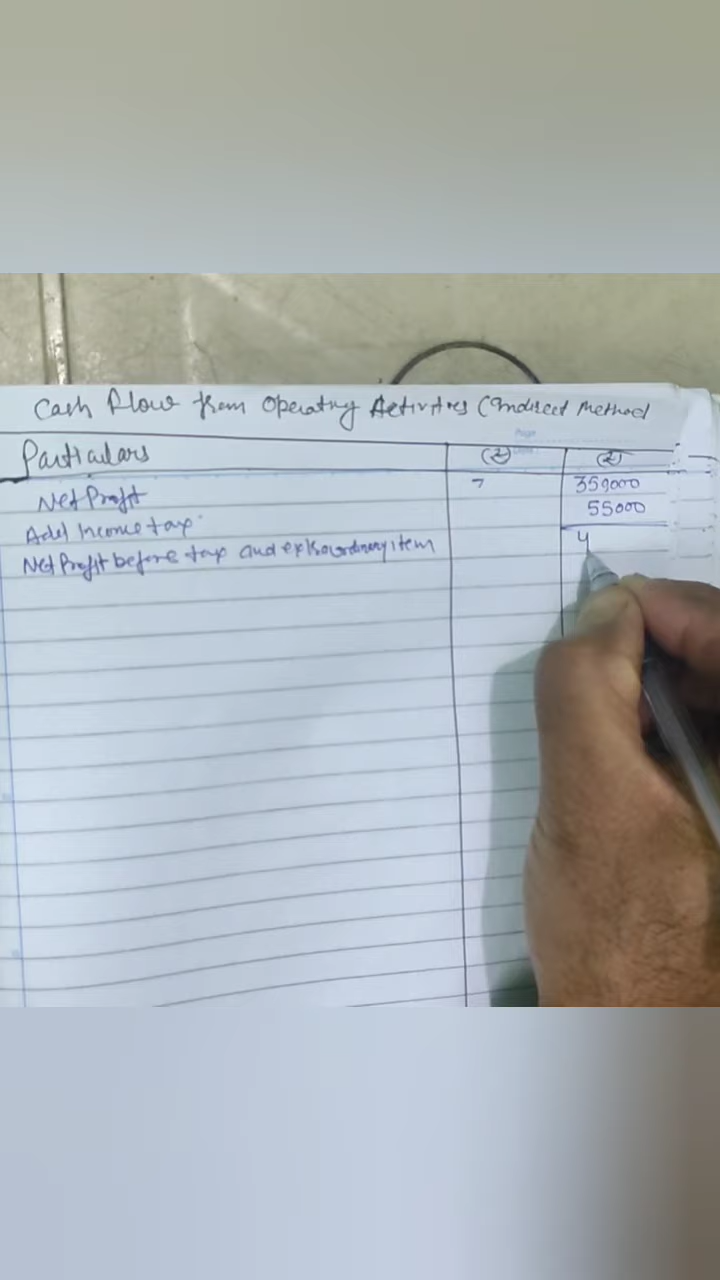 Cash Flow from Operating Activities (Indirect Method
Particulars (₹) (₹)
Net Profit 350000
Add Income tax 55000
Net Profit before tax and extraordinary item 4